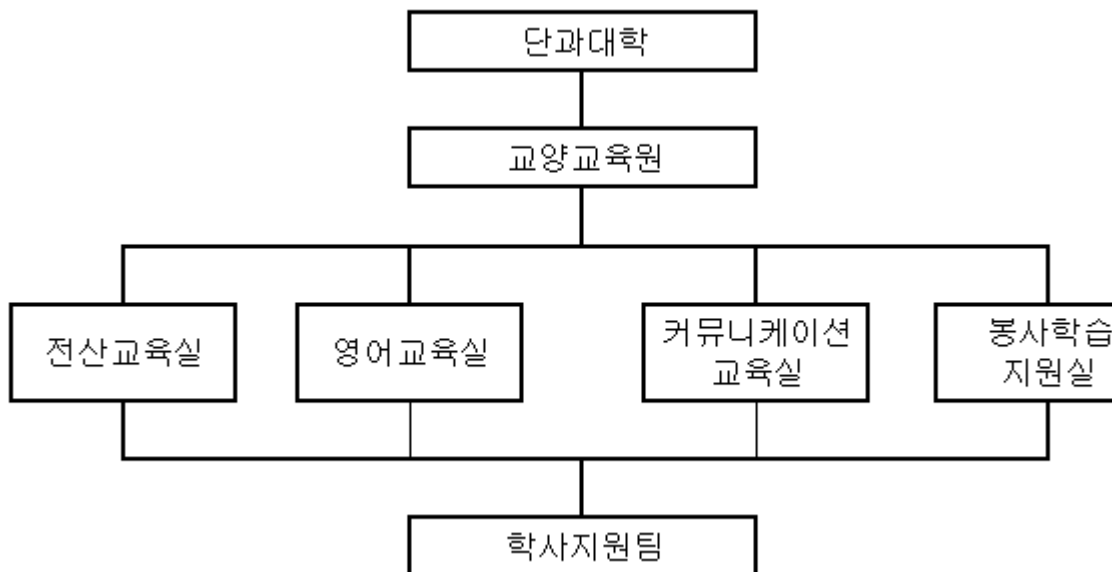 단과대학
교양교육원
전산교육실
영어교육실
커뮤니케이션
교육실
봉사학습
지원실
학사지원팀